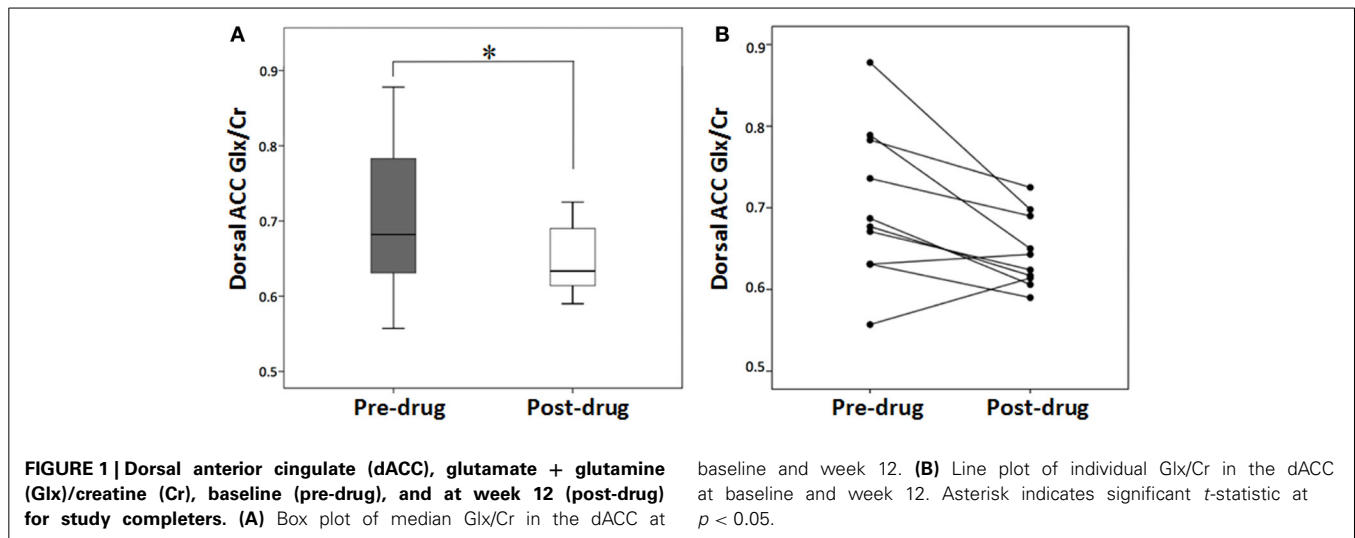 A
*
0.9
0.8
0.7
0.6
0.5
Dorsal ACC Glx/Cr
Pre-drug Post-drug
B
0.9
0.8
0.7
0.6
0.5
Dorsal ACC Glx/Cr
Pre-drug Post-drug
FIGURE 1 | Dorsal anterior cingulate (dACC), glutamate + glutamine
(Glx)/creatine (Cr), baseline (pre-drug), and at week 12 (post-drug)
for study completers. (A) Box plot of median Glx/Cr in the dACC at
baseline and week 12. (B) Line plot of individual Glx/Cr in the dACC
at baseline and week 12. Asterisk indicates significant t-statistic at
p < 0.05.